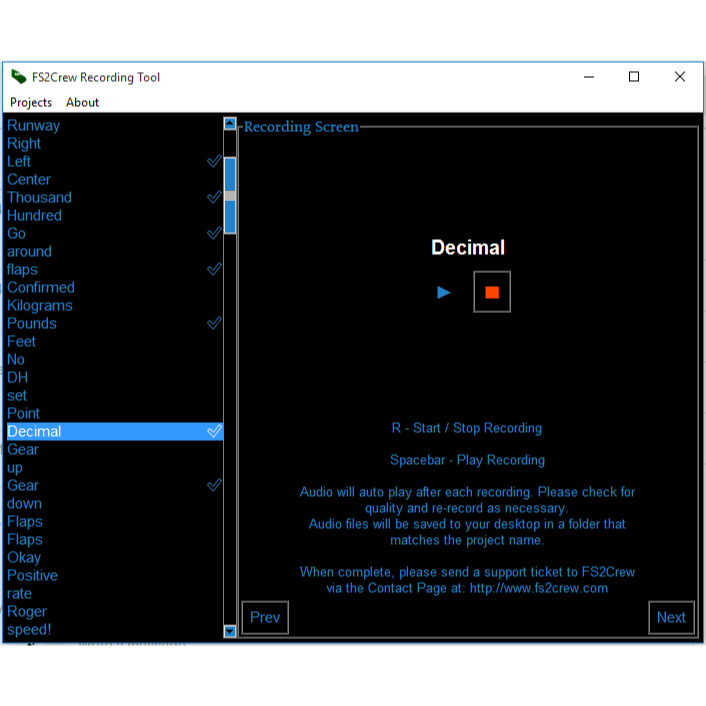 FS2Crew Recording Tool
Projects About
Runway
Right
Left
Center
Thousand
Hundred
Go
around
flaps
Confirmed
Kilograms
Pounds
Feet
No
DH
set
Point
Decimal
Gear
up
Gear
down
Flaps
Flaps
Okay
Positive
rate
Roger
speed!
Recording Screen
Decimal
R - Start / Stop Recording
Spacebar - Play Recording
Audio will auto play after each recording. Please check for
quality and re-record as necessary.
Audio files will be saved to your desktop in a folder that
matches the project name.
When complete, please send a support ticket to FS2Crew
via the Contact Page at: http://www.fs2crew.com
Prev
Next